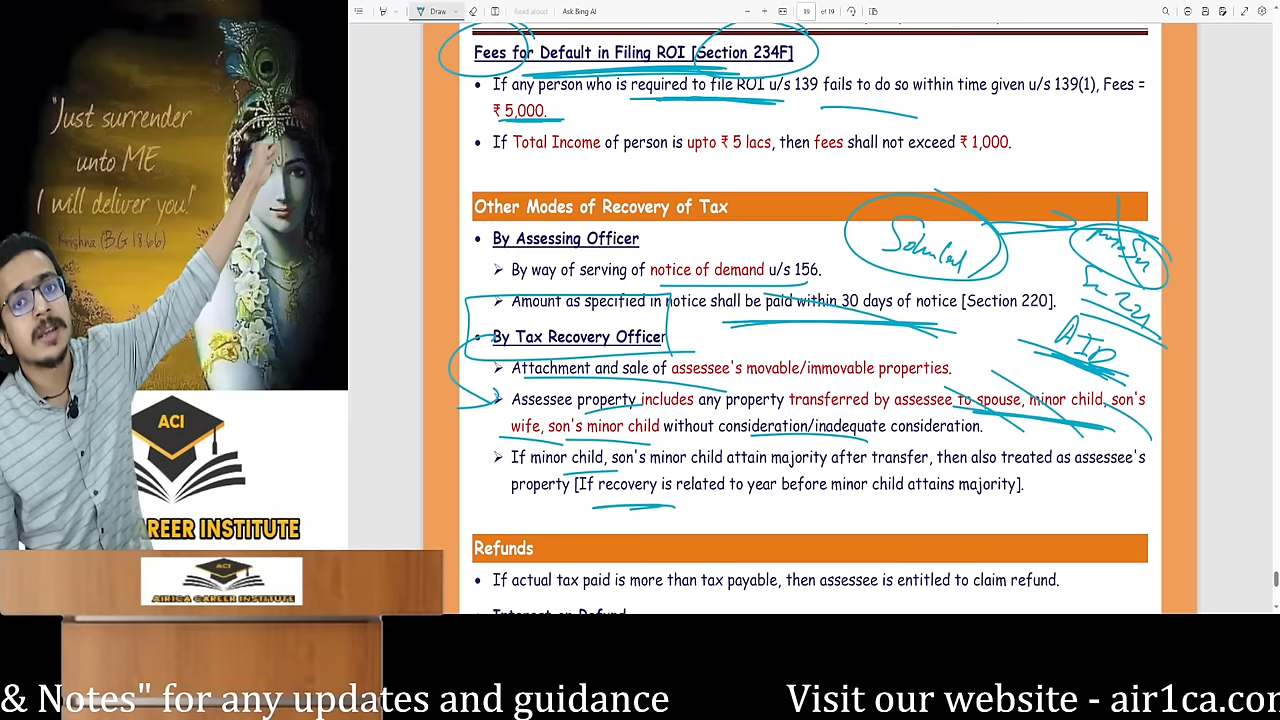 Draw
Read aloud
Ask Bing AI
19
of 19
"Just surrender
unto ME
I will deliver you!"
Krishna (B.G 18:66)
Fees for Default in Filing ROI [Section 234F]
• If any person who is required to file ROI u/s 139 fails to do so within time given u/s 139(1), Fees =
₹ 5,000.
• If Total Income of person is upto ₹ 5 lacs, then fees shall not exceed ₹ 1,000.
Other Modes of Recovery of Tax
• By Assessing Officer
➢ By way of serving of notice of demand u/s 156.
➢ Amount as specified in notice shall be paid within 30 days of notice [Section 220].
• By Tax Recovery Officer
➢ Attachment and sale of assessee's movable/immovable properties.
➢ Assessee property includes any property transferred by assessee to spouse, minor child, son's
wife, son's minor child without consideration/inadequate consideration.
➢ If minor child, son's minor child attain majority after transfer, then also treated as assessee's
property [If recovery is related to year before minor child attains majority].
Refunds
• If actual tax paid is more than tax payable, then assessee is entitled to claim refund.
• Interest on Refund
221
ACI
REER INSTITUTE
ACI
AIR1CA CAREER INSTITUTE
& Notes" for any updates and guidance
Visit our website - air1ca.com